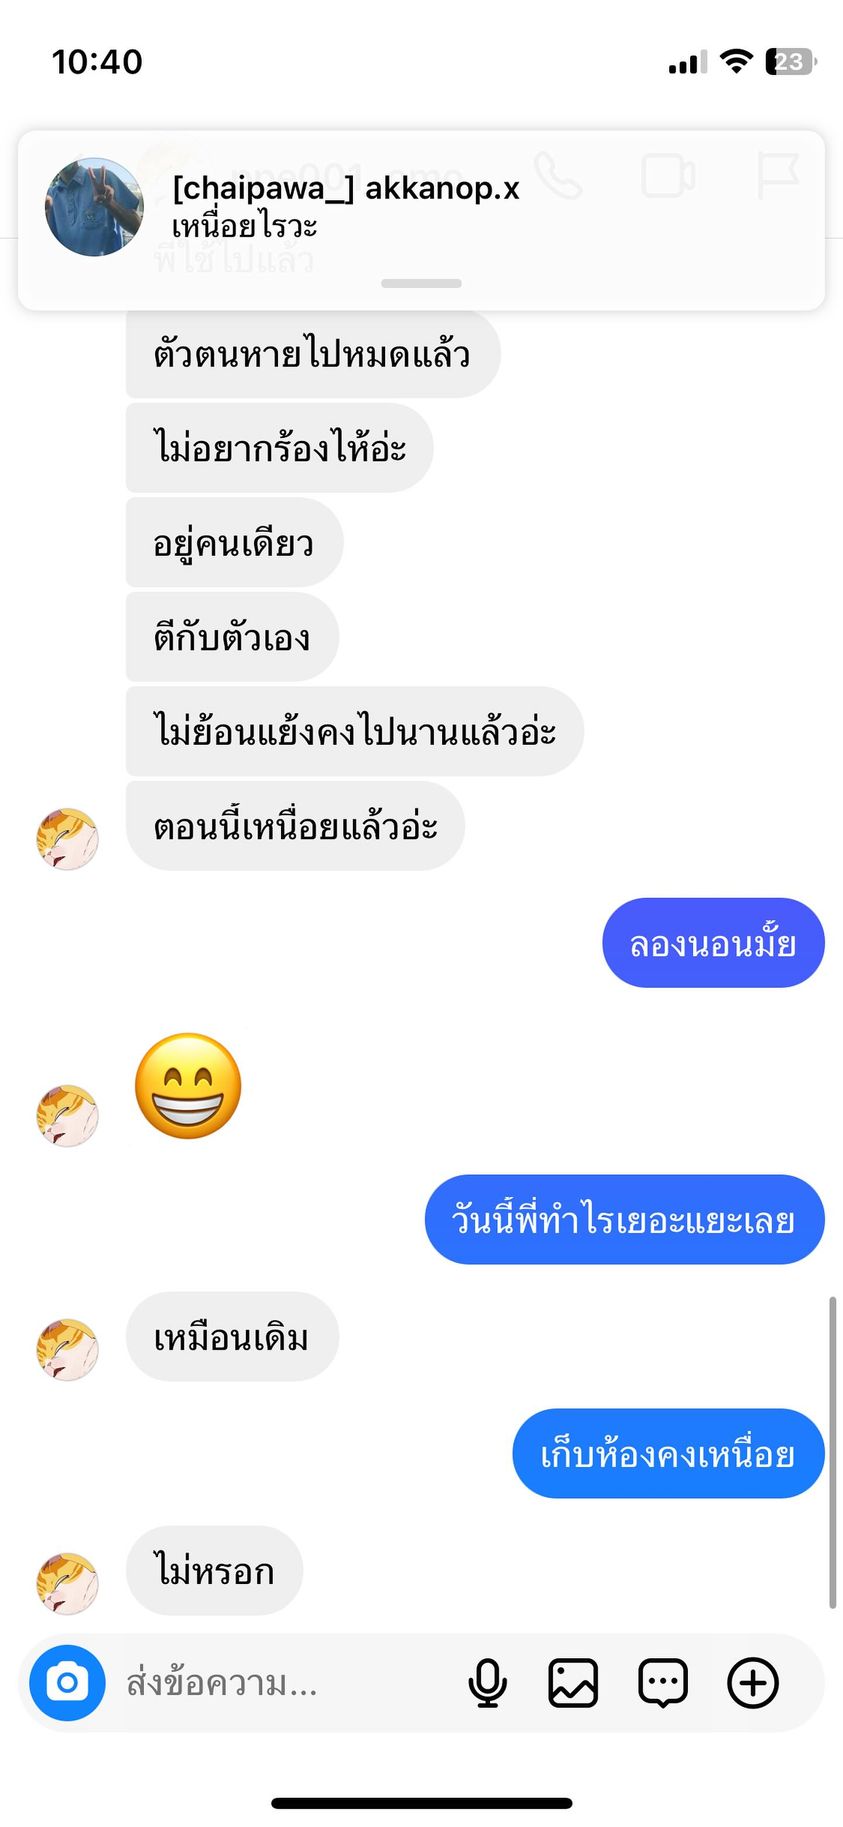 10:40
23
[chaipawa_] akkanop.x
เหนื่อยไรวะ
พี่ใช้ไปแล้ว
ตัวตนหายไปหมดแล้ว
ไม่อยากร้องไห้อ่ะ
อยู่คนเดียว
ตีกับตัวเอง
ไม่ย้อนแย้งคงไปนานแล้วอ่ะ
ตอนนี้เหนื่อยแล้วอ่ะ
ลองนอนมั้ย
วันนี้พี่ทำไรเยอะแยะเลย
เหมือนเดิม
เก็บห้องคงเหนื่อย
ไม่หรอก
ส่งข้อความ...